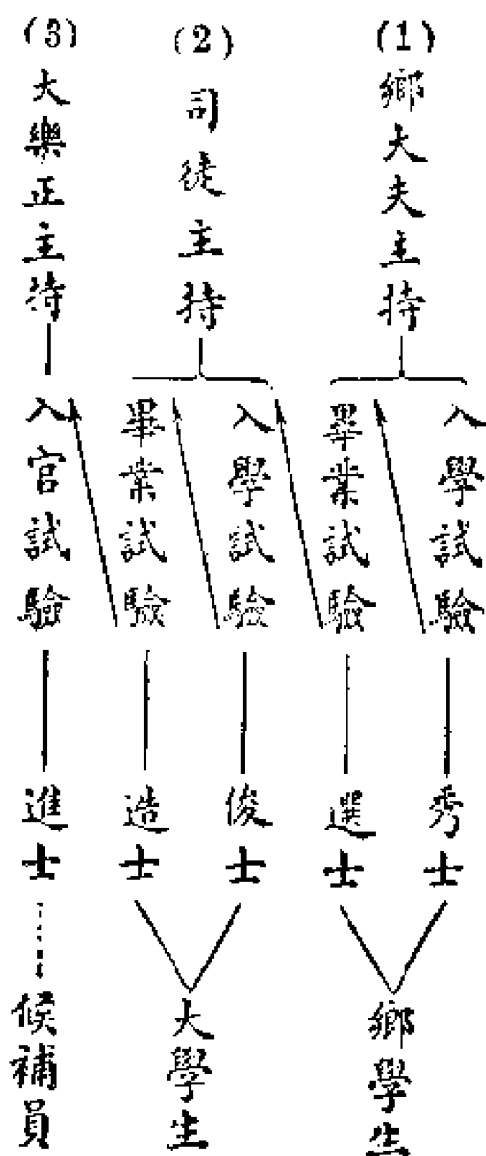 (1)
鄉大夫主持
入學試驗
畢業試驗
秀士
選士
鄉學生
(2)
司徒主持
入學試驗
畢業試驗
俊士
造士
大學生
(3)
大樂正主持
入官試驗
進士
候補員